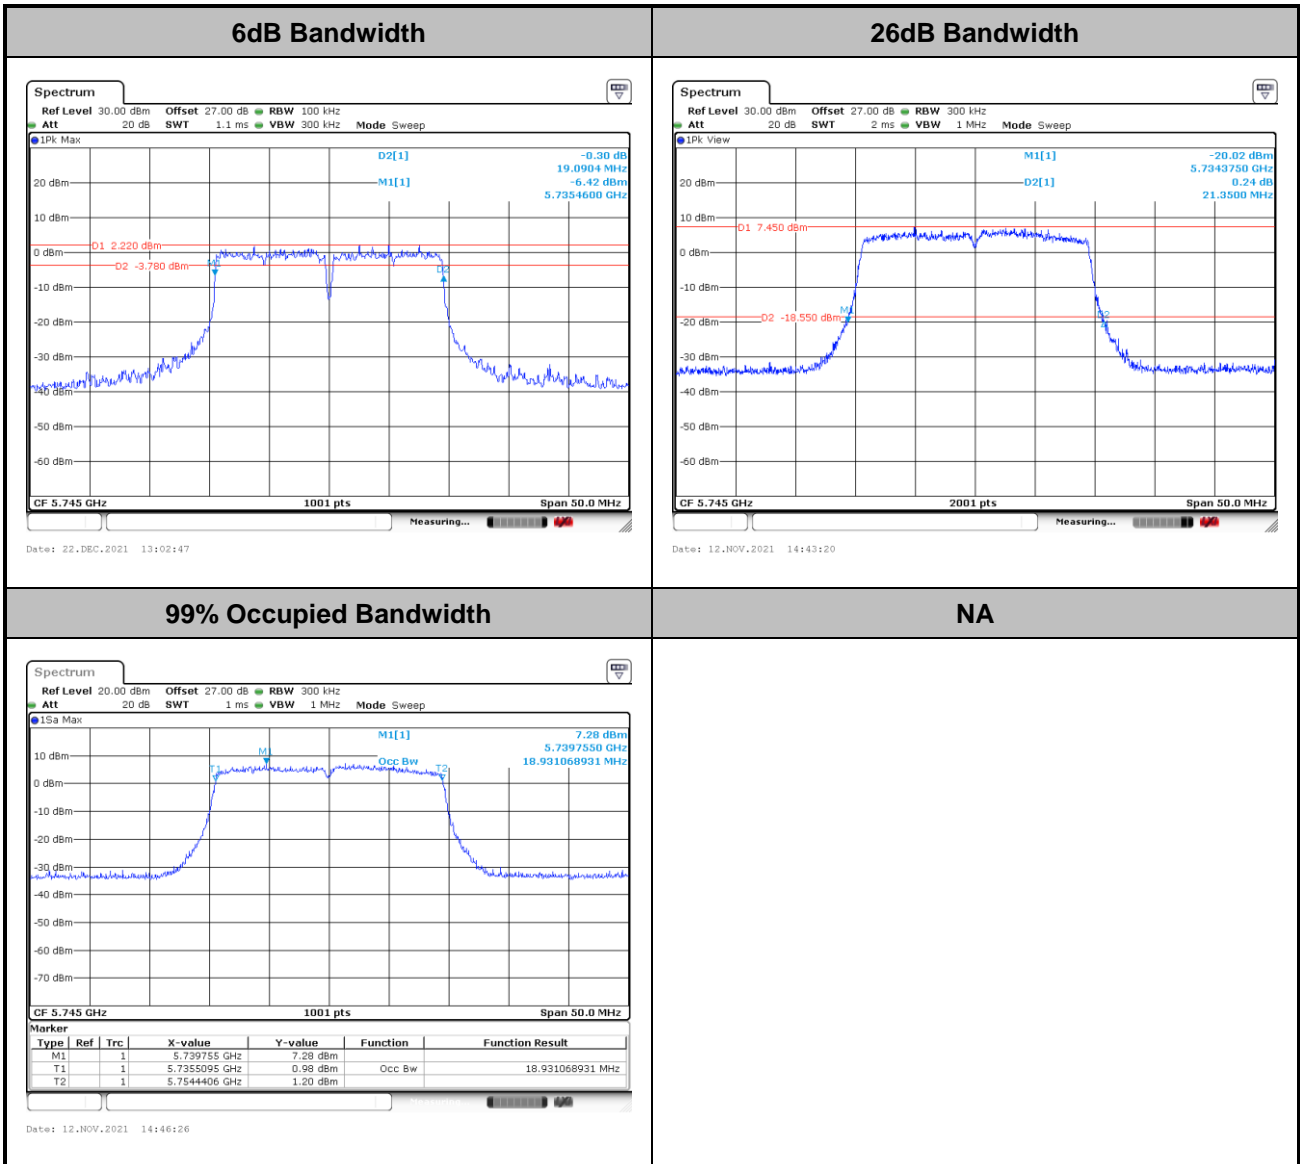 6dB Bandwidth
26dB Bandwidth
Spectrum
Ref Level 30.00 dBm Offset 27.00 dB RBW 100 kHz
Att 20 dB SWT 1.1 ms VBW 300 kHz Mode Sweep
1Pk Max
D2[1] -0.30 dB
19.0904 MHz
M1[1] -6.42 dBm
5.7354600 GHz
20 dBm
10 dBm
D1 2.220 dBm
0 dBm
D2 -3.780 dBm
M1
D2
-10 dBm
-20 dBm
-30 dBm
-40 dBm
-50 dBm
-60 dBm
CF 5.745 GHz 1001 pts Span 50.0 MHz
Measuring...
Date: 22.DEC.2021 13:02:47
Spectrum
Ref Level 30.00 dBm Offset 27.00 dB RBW 300 kHz
Att 20 dB SWT 2 ms VBW 1 MHz Mode Sweep
1Pk View
M1[1] -20.02 dBm
5.7343750 GHz
20 dBm
D2[1] 0.24 dB
21.3500 MHz
10 dBm
D1 7.450 dBm
0 dBm
-10 dBm
M1
D2 -18.550 dBm
D2
-20 dBm
-30 dBm
-40 dBm
-50 dBm
-60 dBm
CF 5.745 GHz 2001 pts Span 50.0 MHz
Measuring...
Date: 12.NOV.2021 14:43:20
99% Occupied Bandwidth
NA
Spectrum
Ref Level 20.00 dBm Offset 27.00 dB RBW 300 kHz
Att 20 dB SWT 1 ms VBW 1 MHz Mode Sweep
1Sa Max
M1[1] 7.28 dBm
5.7397550 GHz
M1
10 dBm
Occ Bw 18.931068931 MHz
T1
T2
0 dBm
-10 dBm
-20 dBm
-30 dBm
-40 dBm
-50 dBm
-60 dBm
-70 dBm
CF 5.745 GHz 1001 pts Span 50.0 MHz
Marker
Type Ref Trc X-value Y-value Function Function Result
M1 1 5.739755 GHz 7.28 dBm
T1 1 5.7355095 GHz 0.98 dBm Occ Bw 18.931068931 MHz
T2 1 5.7544406 GHz 1.20 dBm
Measuring...
Date: 12.NOV.2021 14:46:26